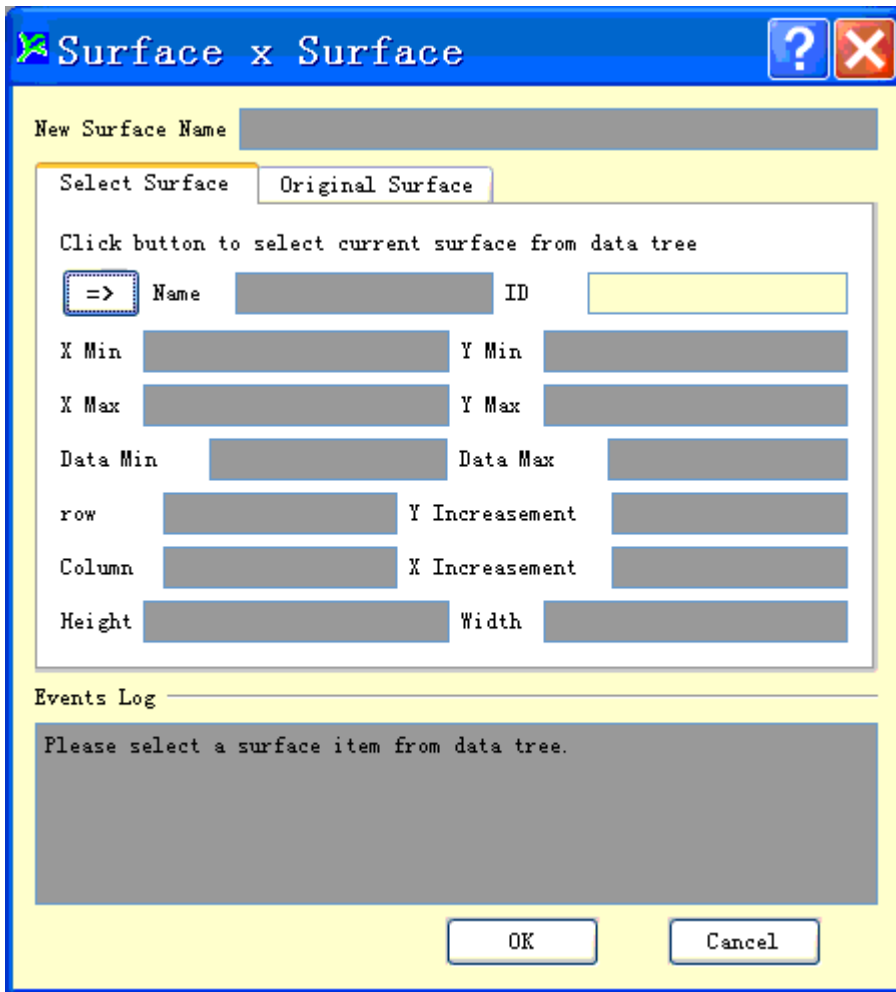 Surface x Surface
New Surface Name
Select Surface Original Surface
Click button to select current surface from data tree
=> Name ID
X Min Y Min
X Max Y Max
Data Min Data Max
row Y Increasement
Column X Increasement
Height Width
Events Log
Please select a surface item from data tree.
OK Cancel